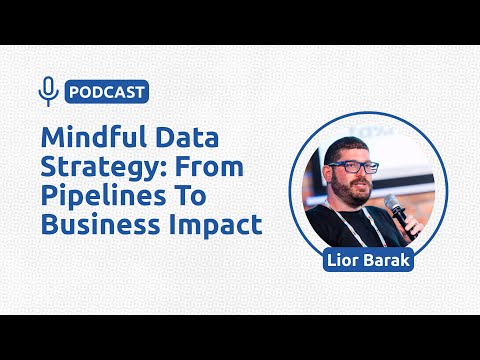 PODCAST
Mindful Data
Strategy: From
Pipelines To
Business Impact
Lior Barak